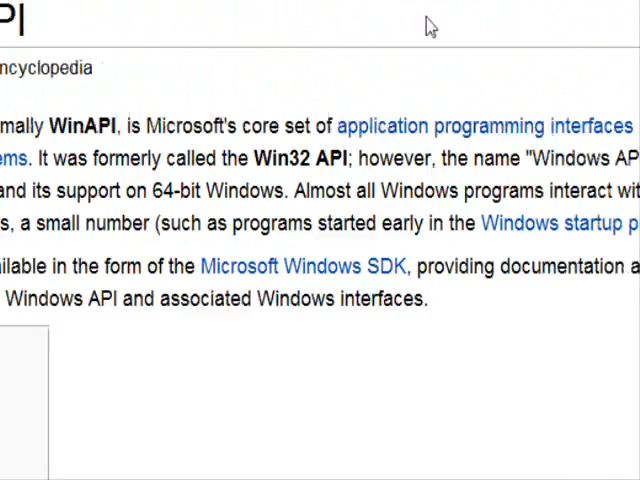 PI
ncyclopedia
mally WinAPI, is Microsoft's core set of application programming interfaces
ems. It was formerly called the Win32 API; however, the name "Windows AP
and its support on 64-bit Windows. Almost all Windows programs interact wit
s, a small number (such as programs started early in the Windows startup p
ilable in the form of the Microsoft Windows SDK, providing documentation a
Windows API and associated Windows interfaces.